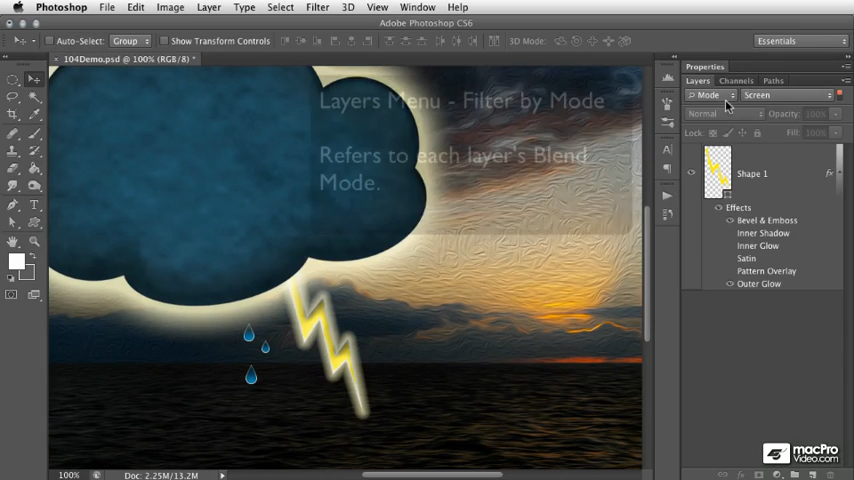 Photoshop File Edit Image Layer Type Select Filter 3D View Window Help
Adobe Photoshop CS6
Auto-Select: Group Show Transform Controls 3D Mode: Essentials
104Demo.psd @ 100% (RGB/8) *
Properties
Layers Channels Paths
Mode Screen
Normal Opacity: 100%
Lock: Fill: 100%
Layers Menu - Filter by Mode
Refers to each layer's Blend
Mode.
Shape 1 fx
Effects
Bevel & Emboss
Inner Shadow
Inner Glow
Satin
Pattern Overlay
Outer Glow
100% Doc: 2.25M/13.2M
macPro
Video.com